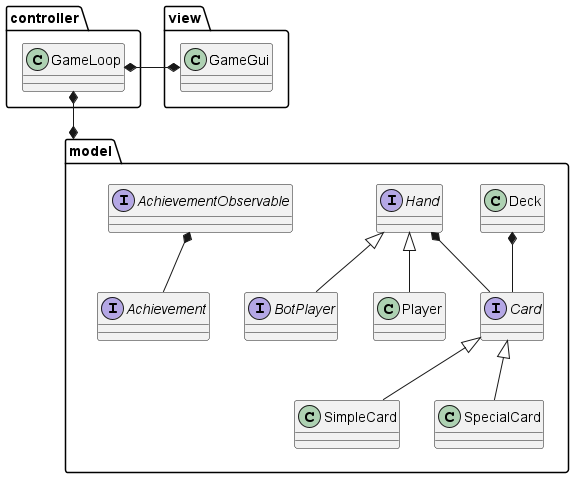 controller
view
C GameLoop
C GameGui
model
I AchievementObservable
I Hand
C Deck
I Achievement
I BotPlayer
C Player
I Card
C SimpleCard
C SpecialCard